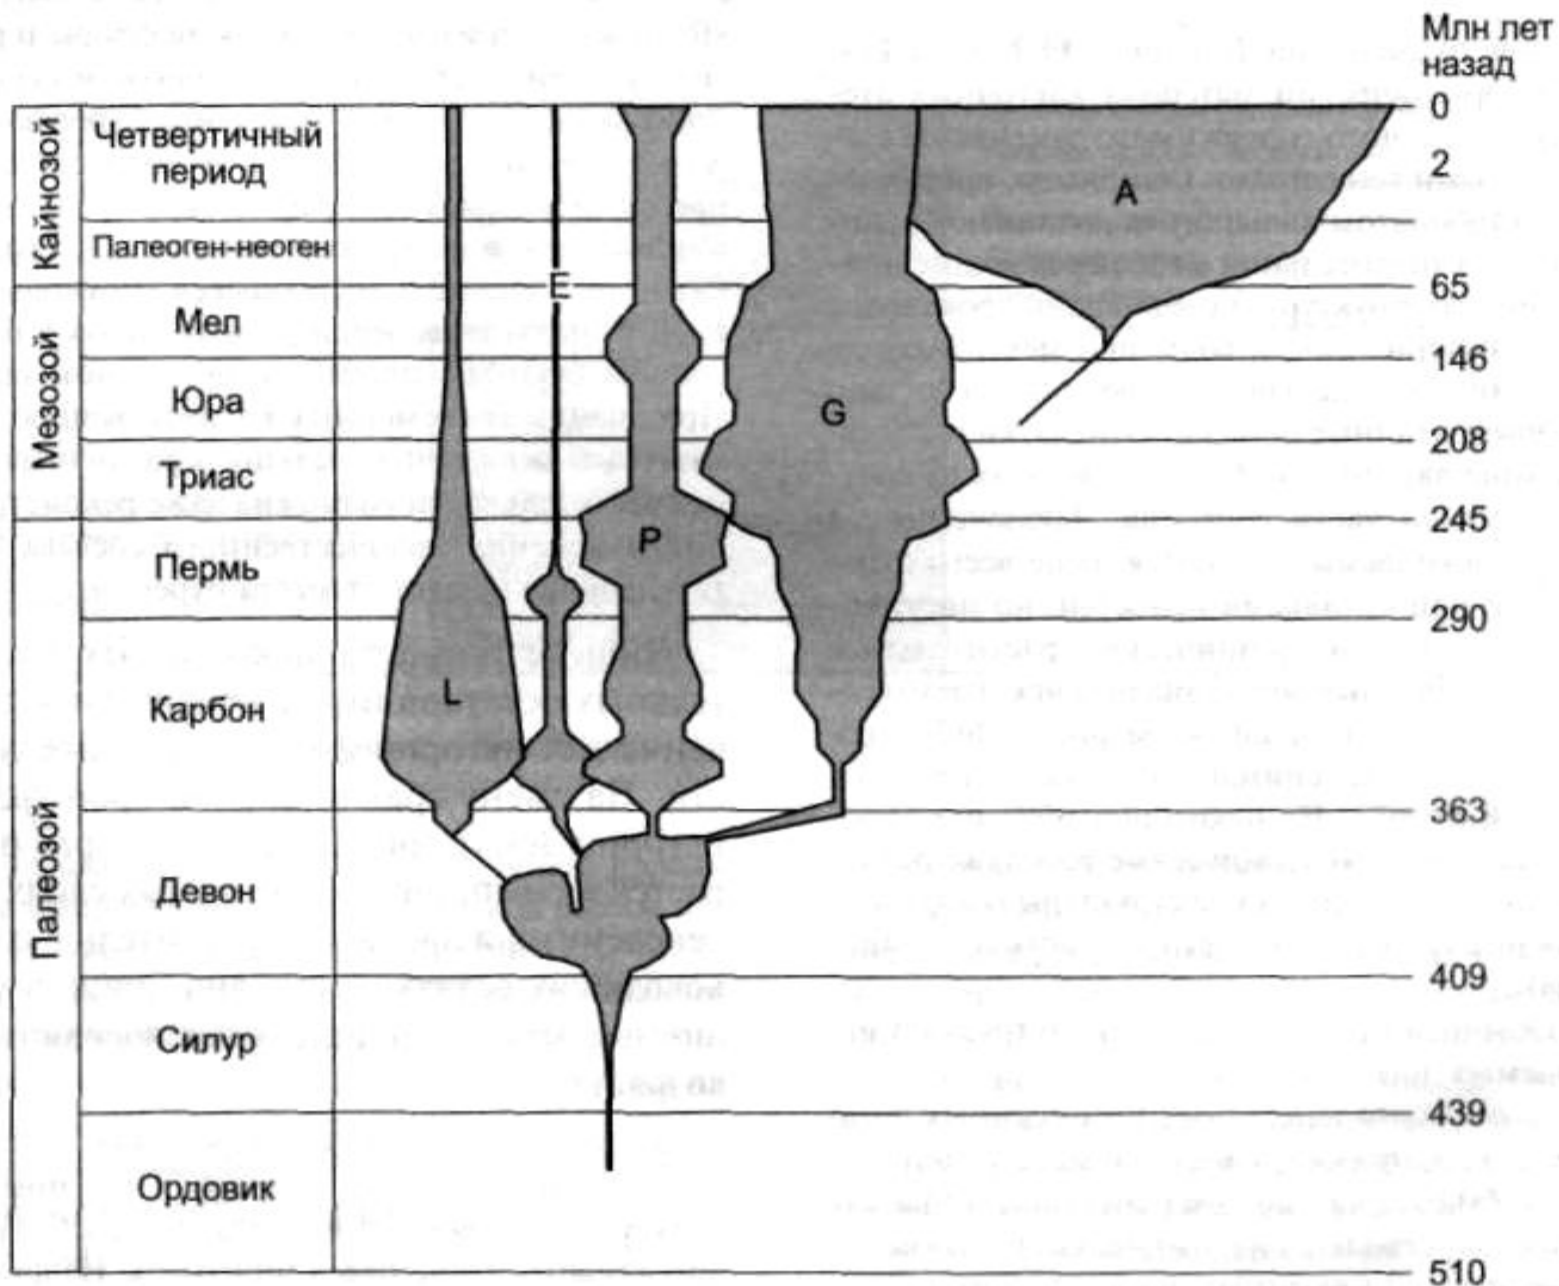 Млн лет
назад
Кайнозой
Четвертичный
период
Палеоген-неоген
Мезозой
Мел
Юра
Триас
Палеозой
Пермь
Карбон
Девон
Силур
Ордовик
L
E
P
G
A
0
2
65
146
208
245
290
363
409
439
510